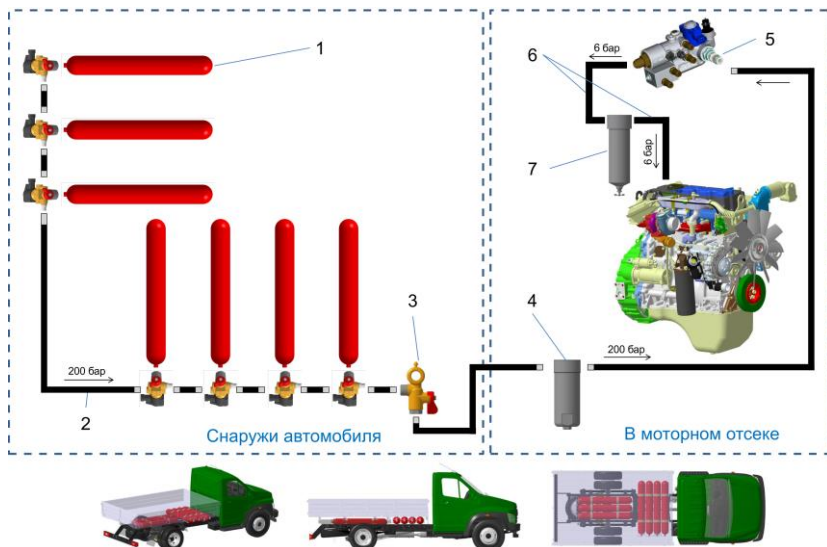 1
6
6 бар
5
7
6 бар
3
4
200 бар
200 бар
2
Снаружи автомобиля
В моторном отсеке